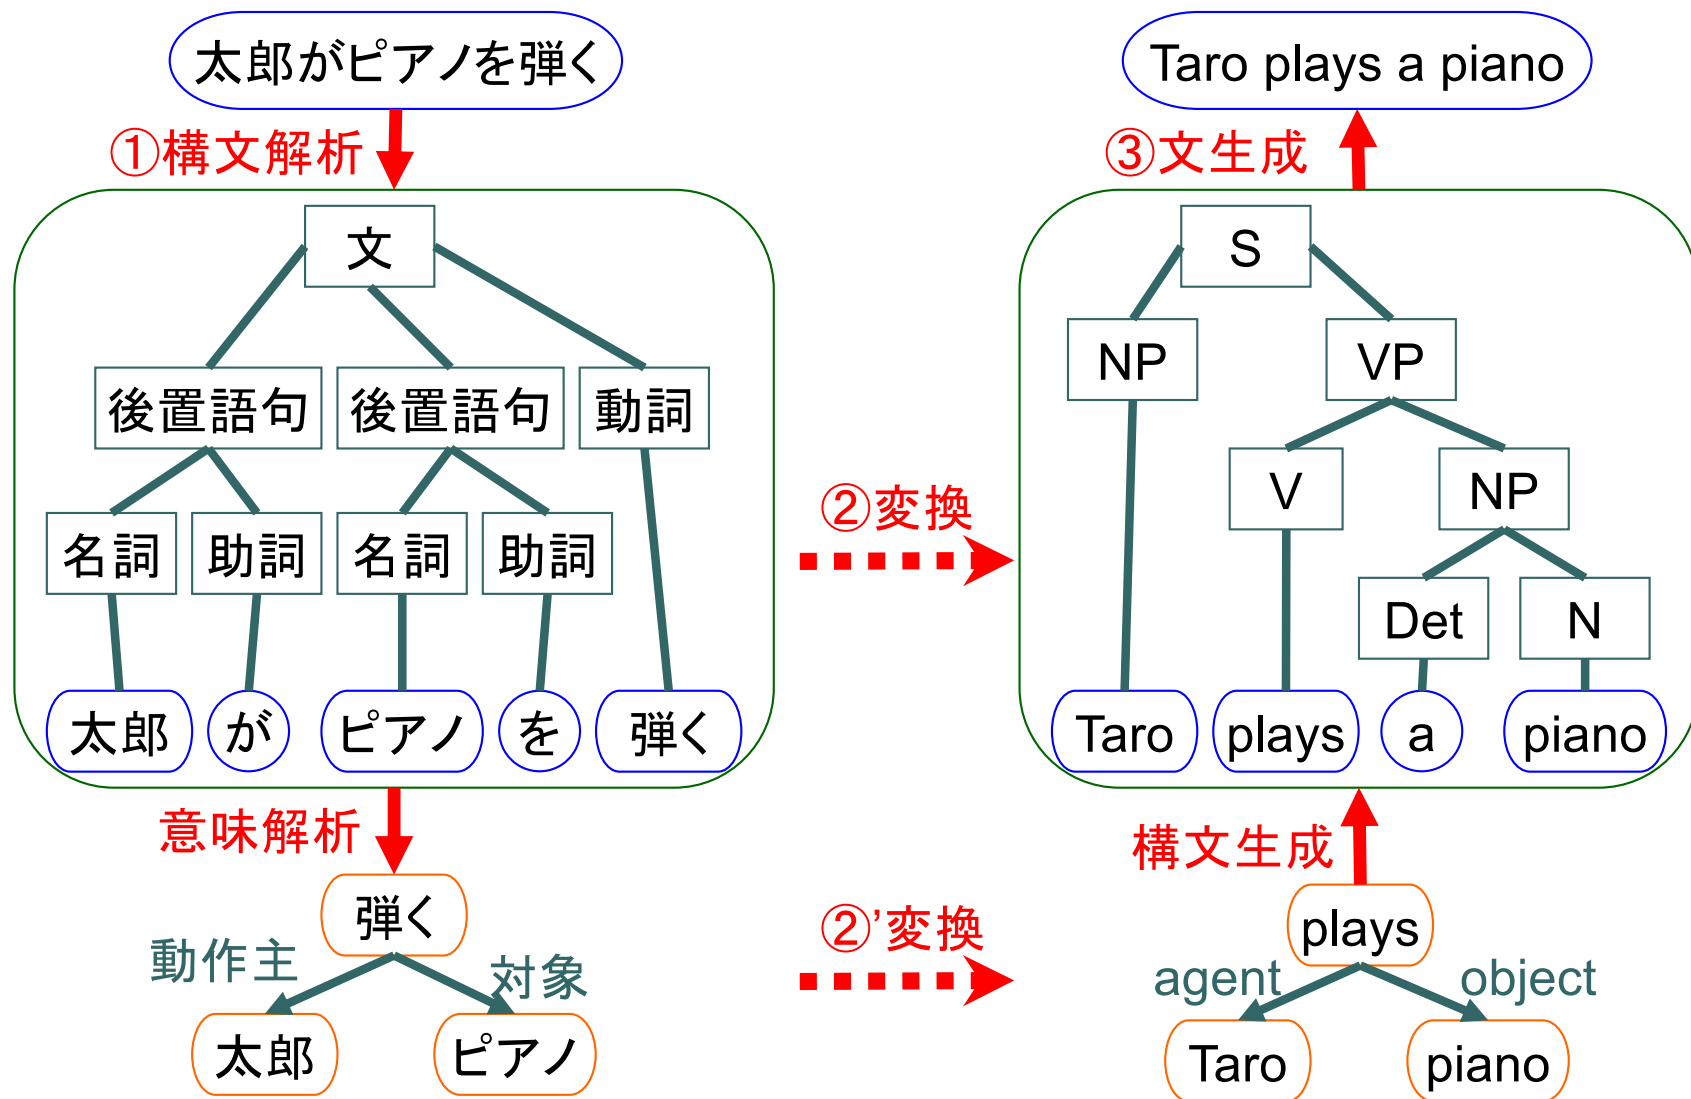 太郎がピアノを弾く
①構文解析
文
後置語句 後置語句 動詞
名詞 助詞 名詞 助詞
太郎 が ピアノ を 弾く
意味解析
弾く
動作主 対象
太郎 ピアノ
②変換
②'変換
Taro plays a piano
③文生成
S
NP VP
V NP
Det N
Taro plays a piano
構文生成
plays
agent object
Taro piano